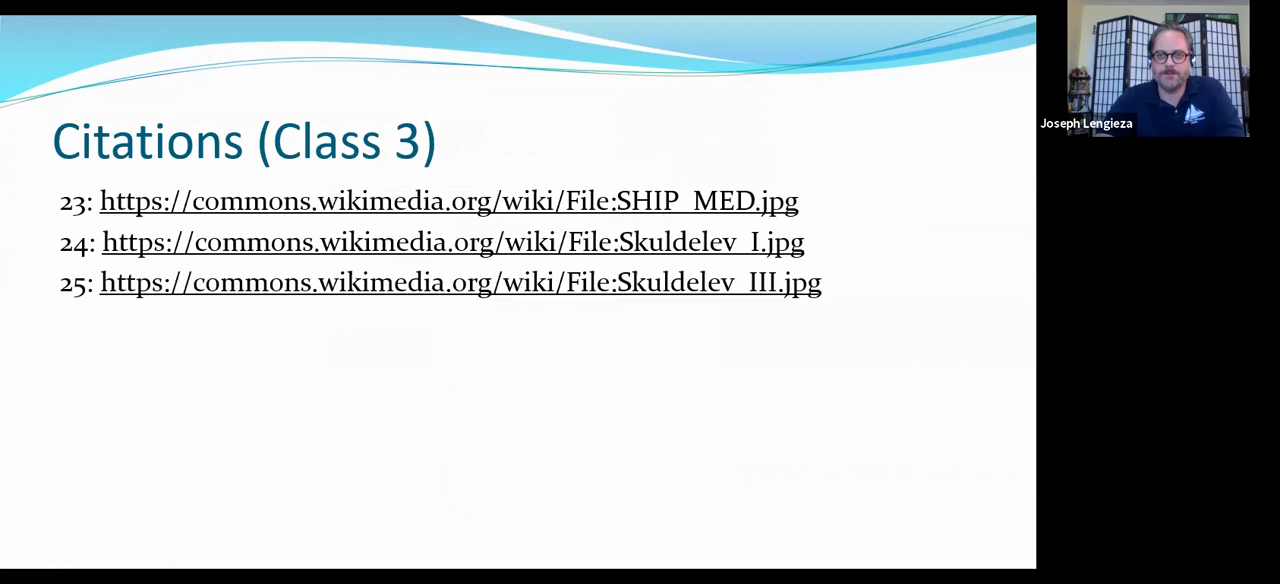 Citations (Class 3)
23: https://commons.wikimedia.org/wiki/File:SHIP_MED.jpg
24: https://commons.wikimedia.org/wiki/File:Skuldelev_I.jpg
25: https://commons.wikimedia.org/wiki/File:Skuldelev_III.jpg
Joseph Lengieza